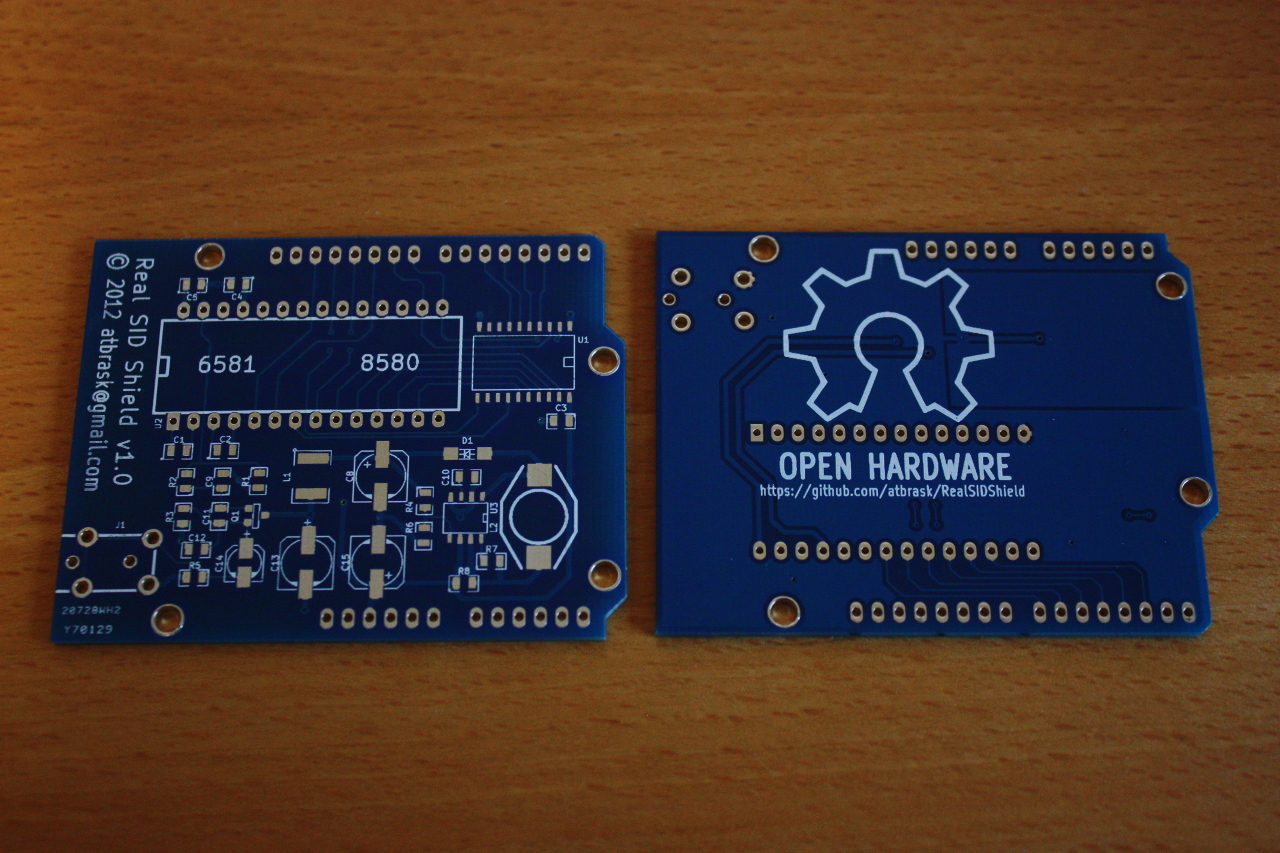 Real SID Shield v1.0
© 2012 atbrask@gmail.com
C5
C4
6581
8580
U1
U2
C3
C1
C2
D1
R2
C9
R1
L1
C8
C10
R3
C11
Q1
R4
R6
U3
L2
J1
C12
R5
C14
C13
C15
R7
R8
20728WH2
Y70129
OPEN HARDWARE
https://github.com/atbrask/RealSIDShield